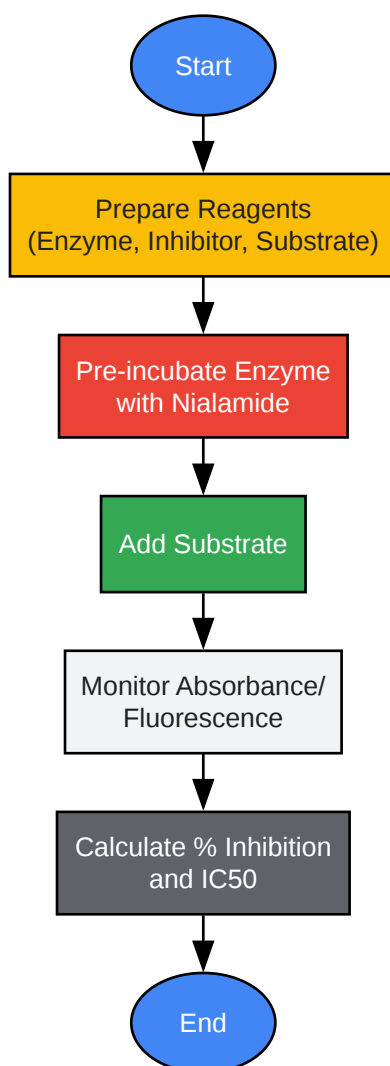 Start
Prepare Reagents
(Enzyme, Inhibitor, Substrate)
Pre-incubate Enzyme
with Nialamide
Add Substrate
Monitor Absorbance/
Fluorescence
Calculate % Inhibition
and IC50
End